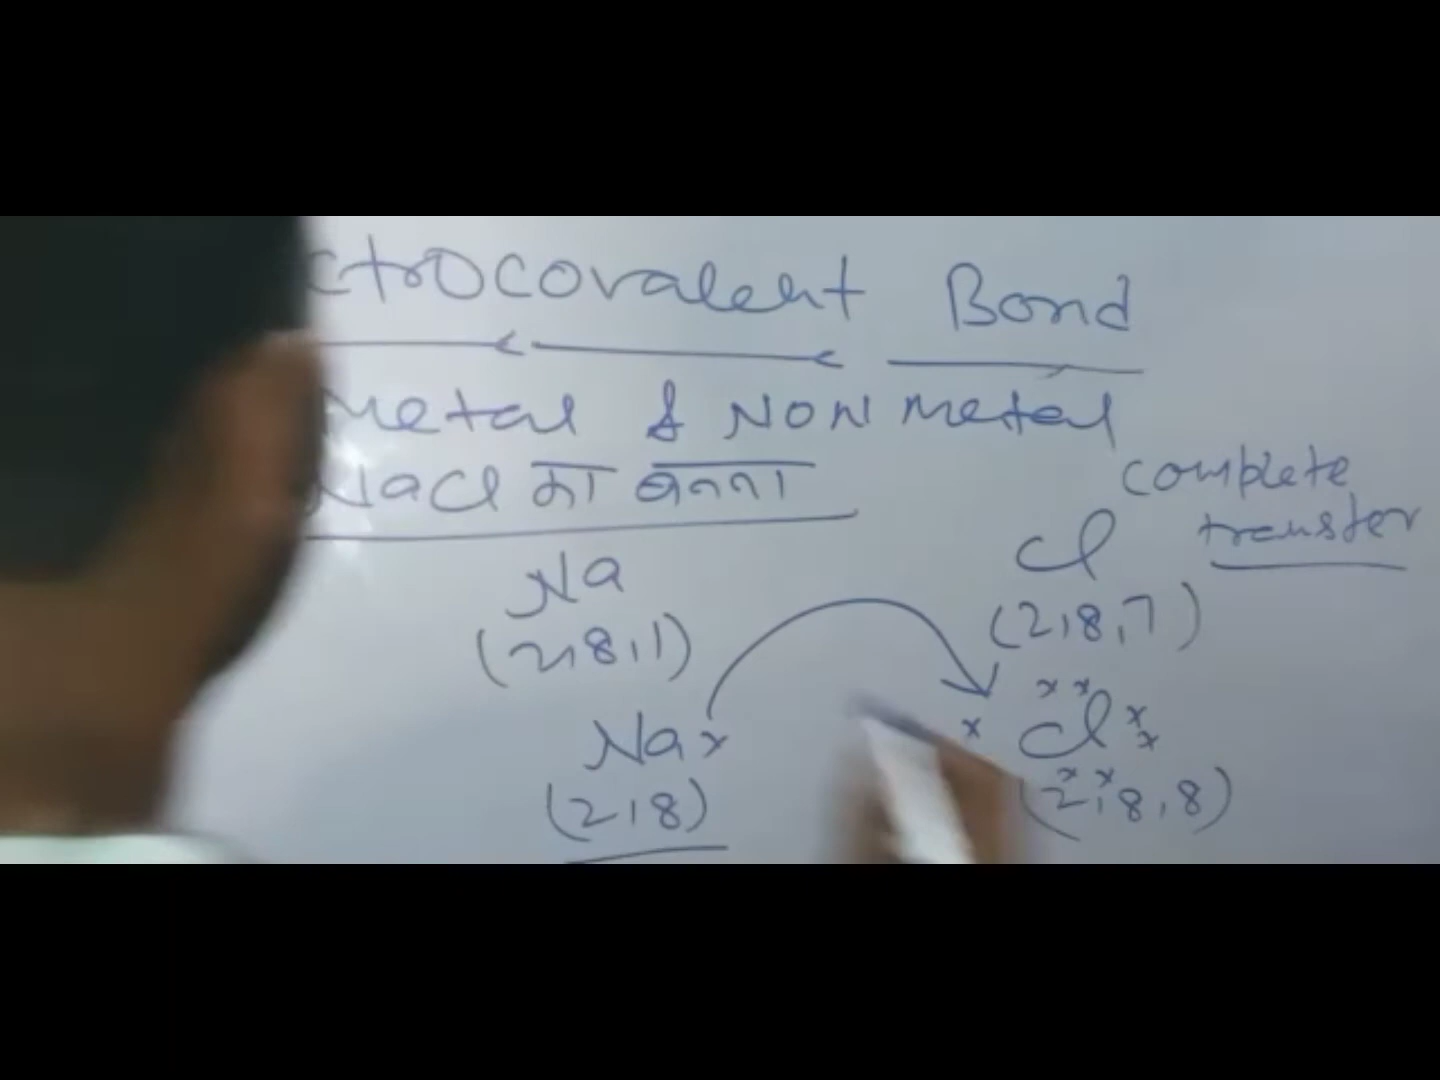 ctrocovalent Bond
Metal & NON Metal
NaCl का बनना
complete
transfer
Na Cl
(2,8,1) (2,8,7)
Na x x Cl
(2,8) (2,8,8)